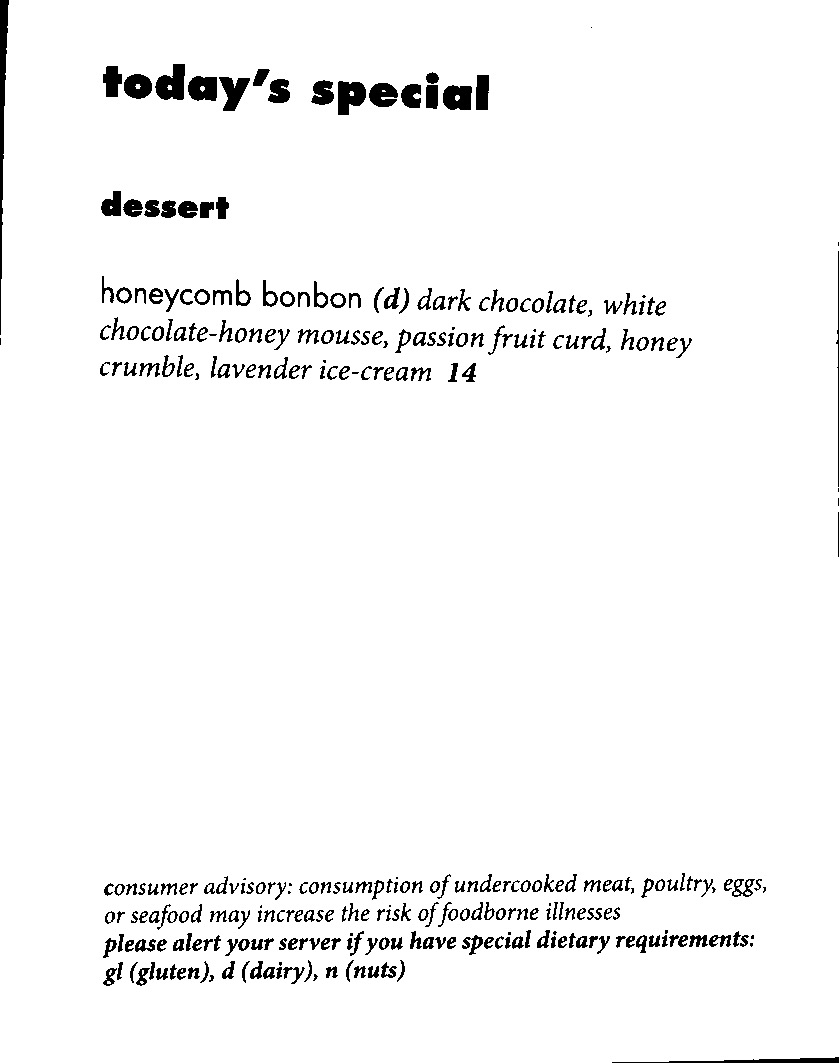 today's special
dessert
honeycomb bonbon (d) dark chocolate, white
chocolate-honey mousse, passion fruit curd, honey
crumble, lavender ice-cream 14
consumer advisory: consumption of undercooked meat, poultry, eggs,
or seafood may increase the risk of foodborne illnesses
please alert your server if you have special dietary requirements:
gl (gluten), d (dairy), n (nuts)